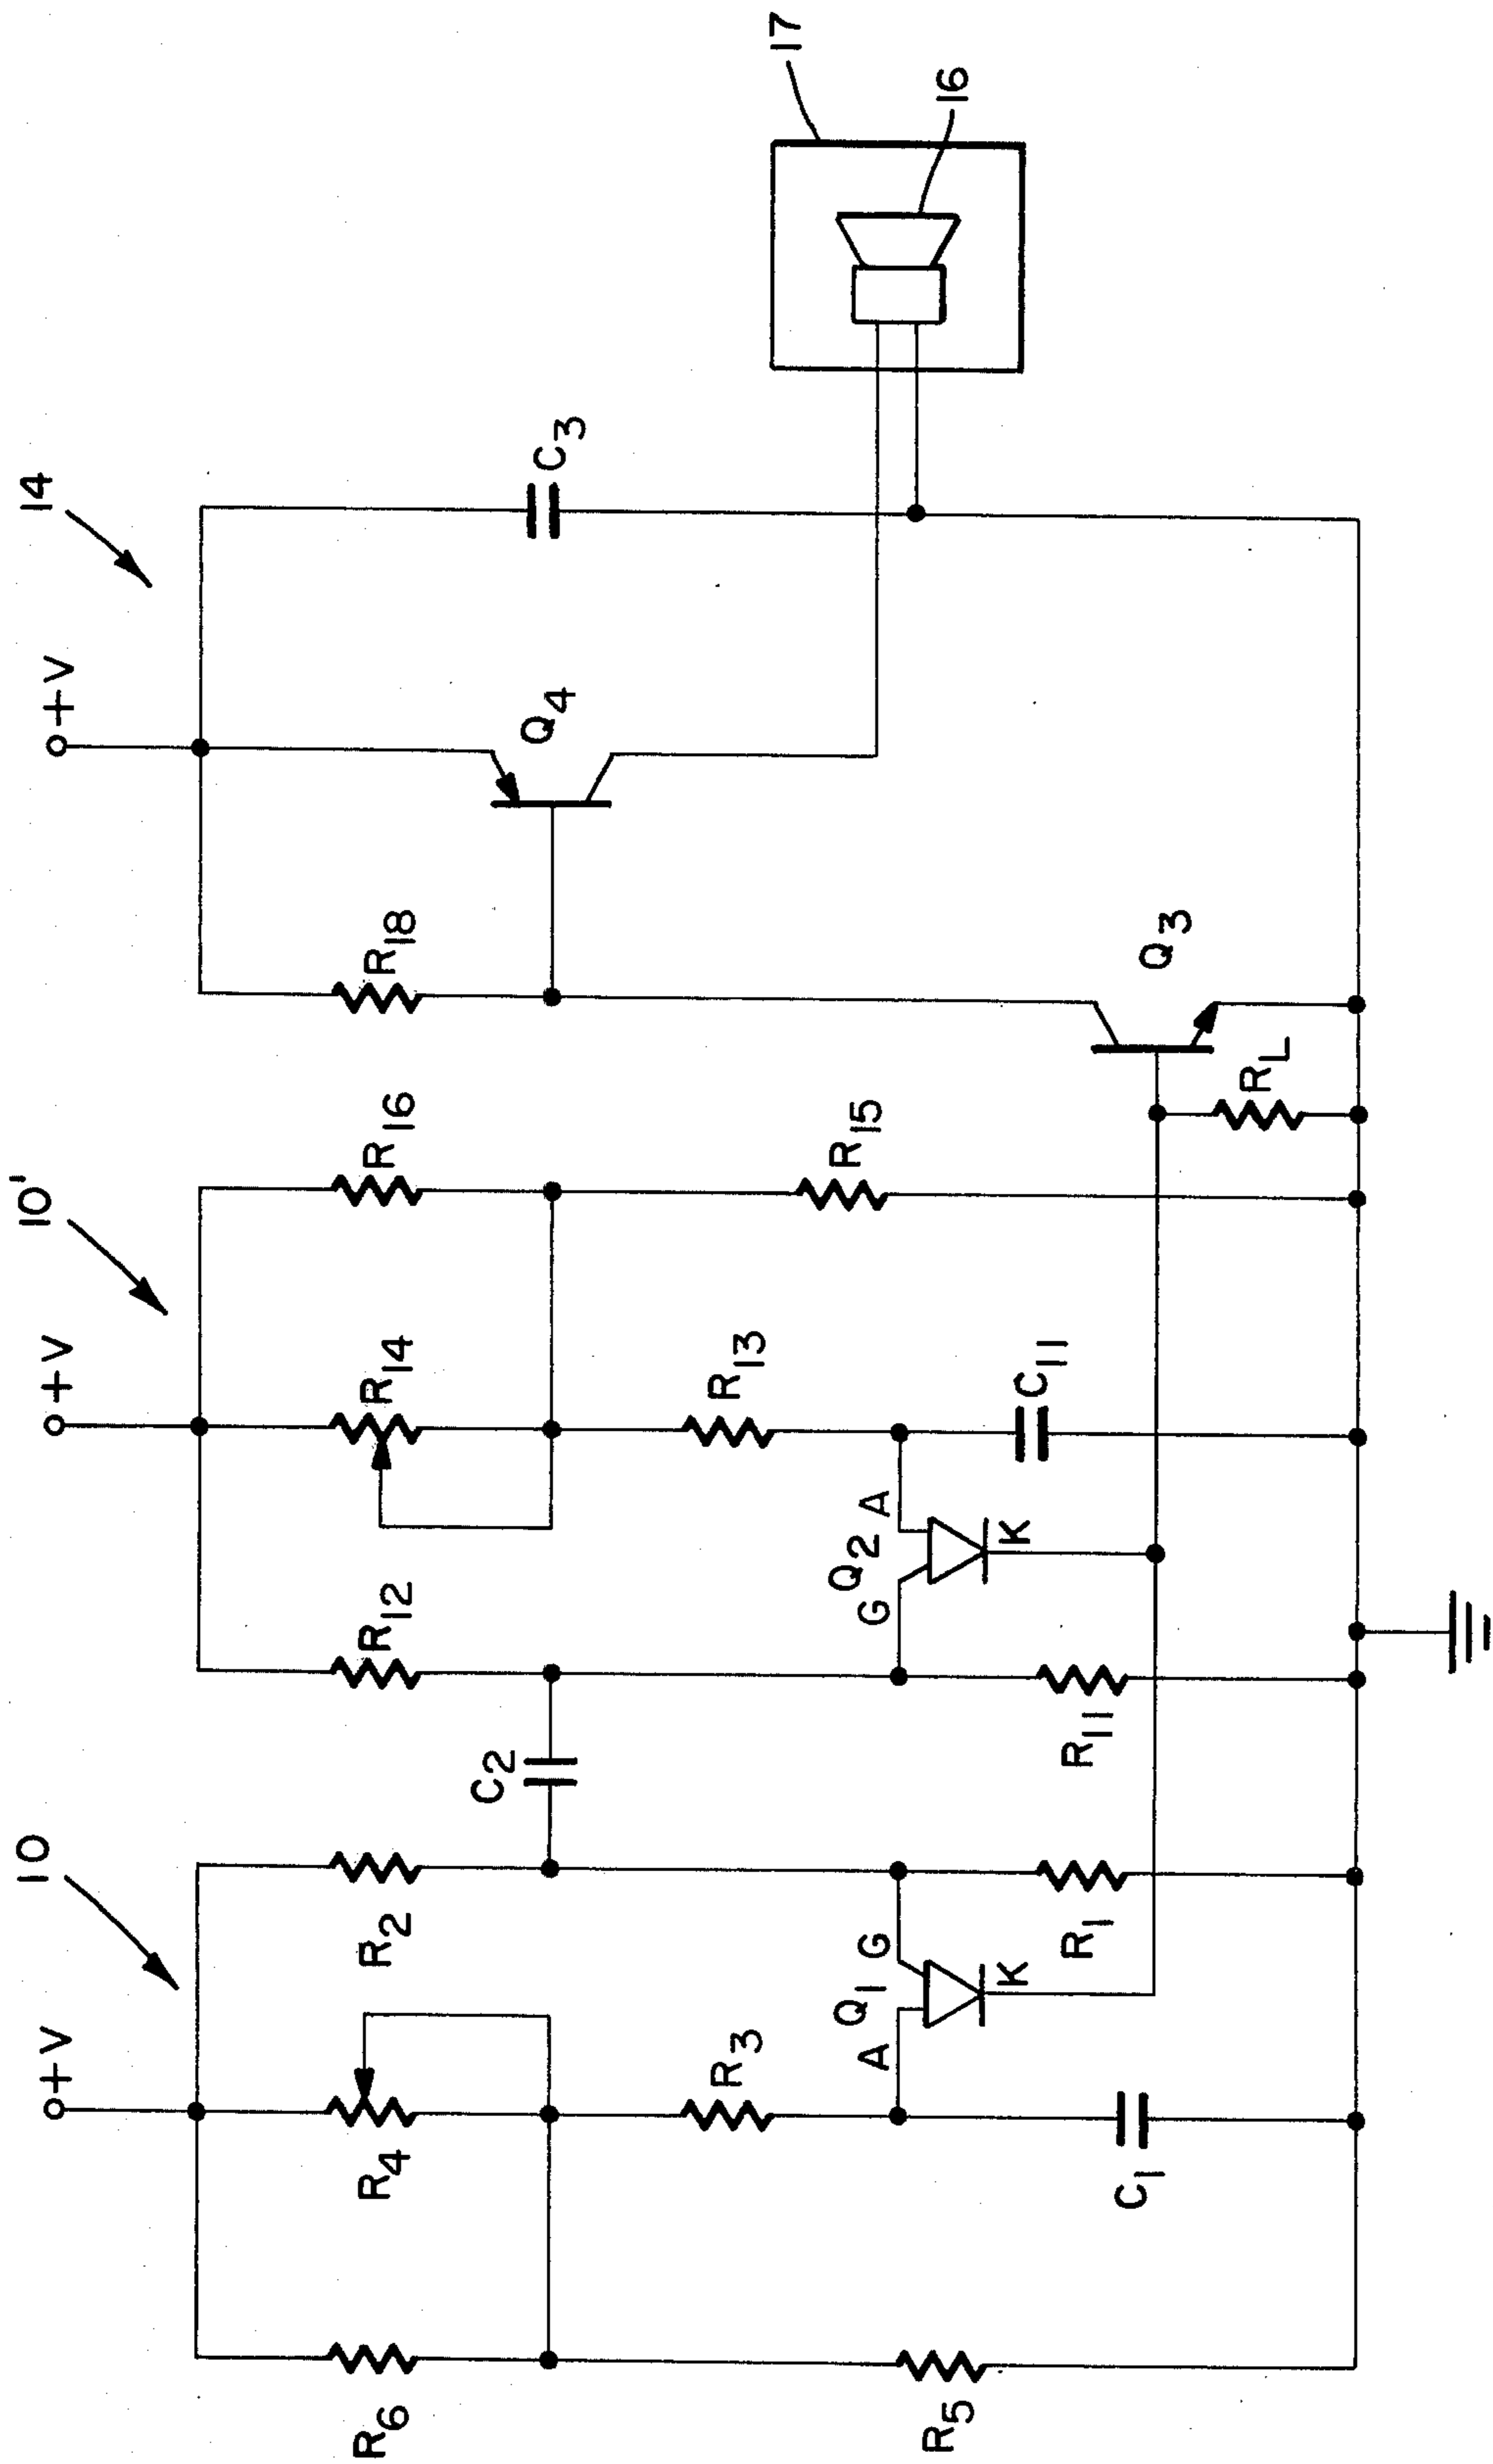 10
10'
14
+V
+V
+V
R6
R4
R2
R12
R14
R16
R18
C2
Q4
C3
R3
R13
17
R15
Q1
Q2
A
G
G
A
R5
16
K
K
C11
R1
R11
C1
Q3
RL